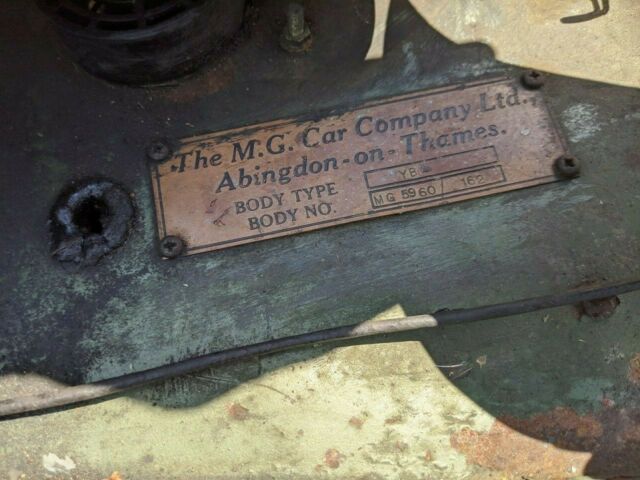 The M.G. Car Company Ltd.
Abingdon-on-Thames.
BODY TYPE YB
BODY NO. MG 5960/162